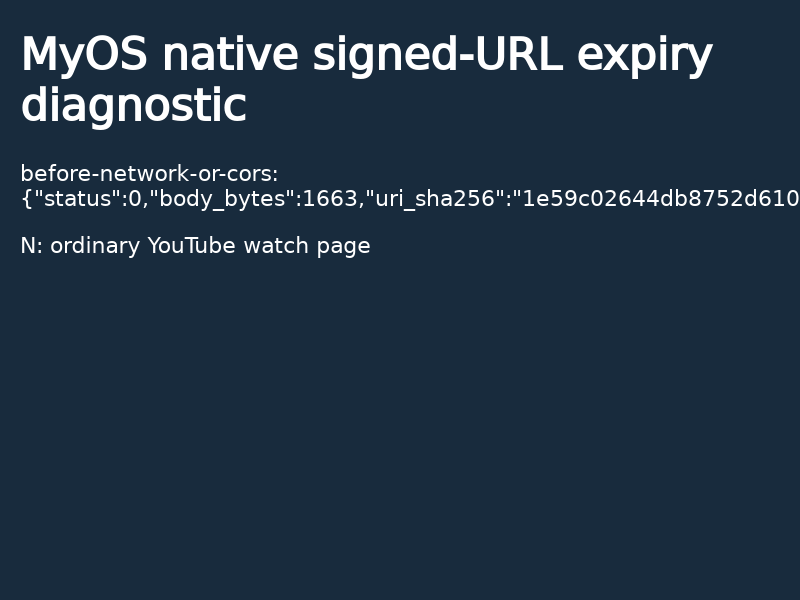 MyOS native signed-URL expiry
diagnostic
before-network-or-cors:
{"status":0,"body_bytes":1663,"uri_sha256":"1e59c02644db8752d610
N: ordinary YouTube watch page